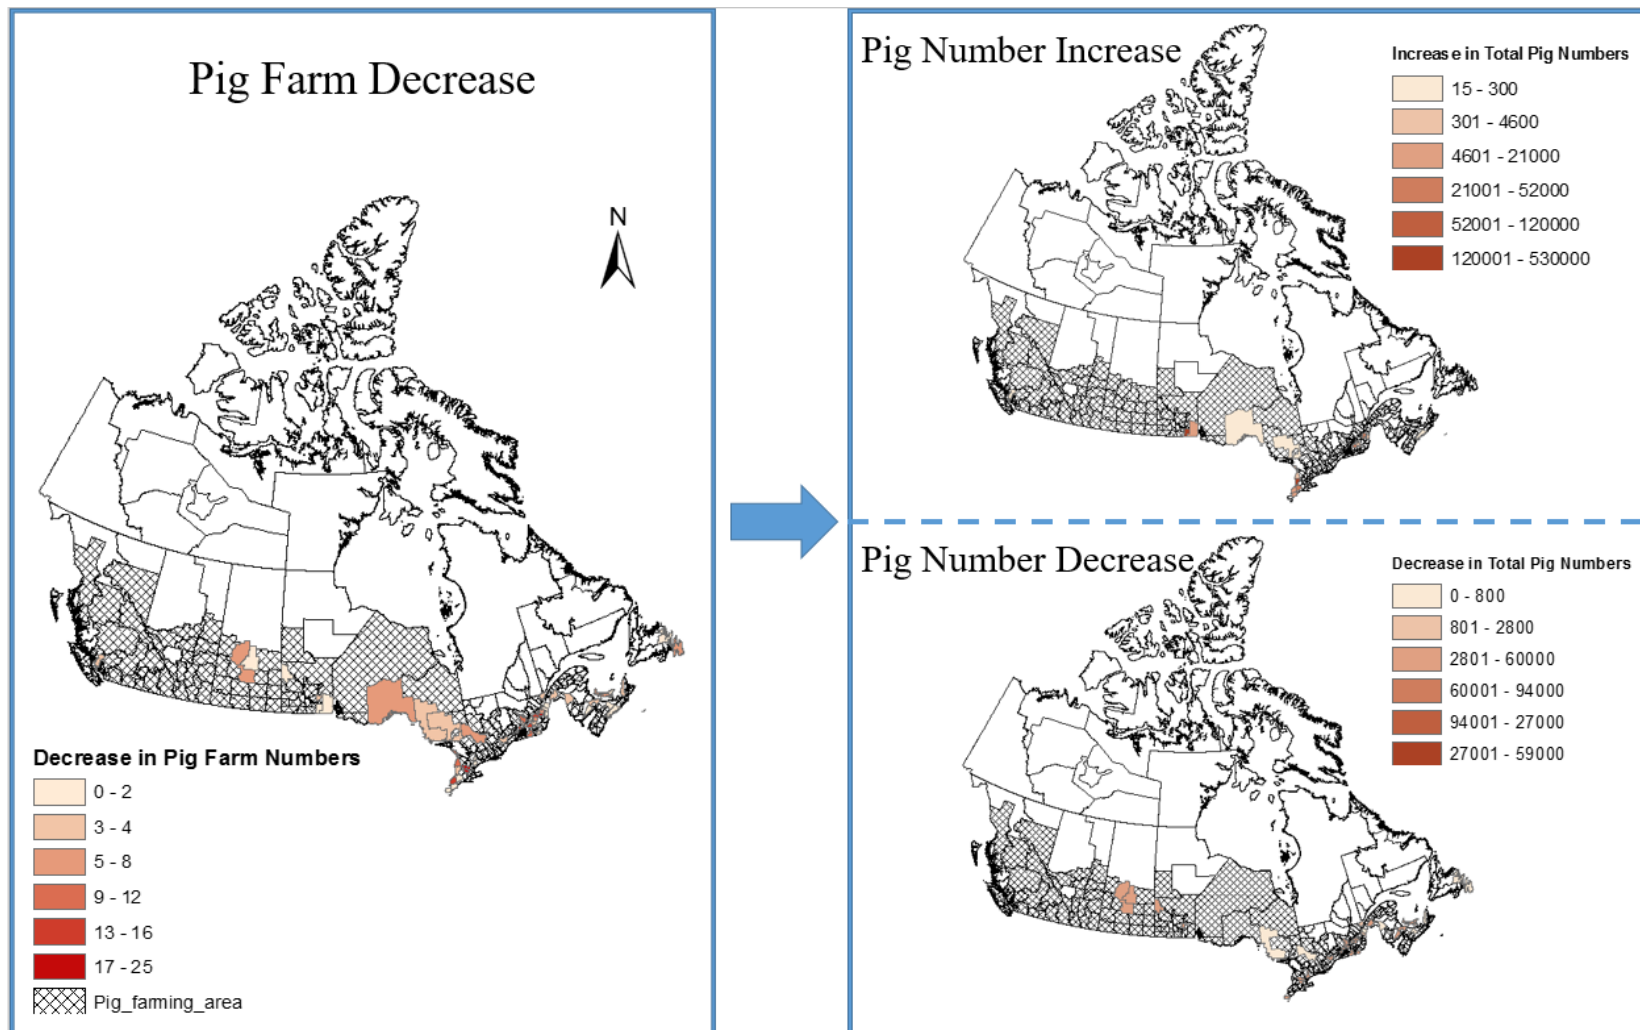 Pig Farm Decrease
N
Decrease in Pig Farm Numbers
0 - 2
3 - 4
5 - 8
9 - 12
13 - 16
17 - 25
Pig_farming_area
Pig Number Increase
Increase in Total Pig Numbers
15 - 300
301 - 4600
4601 - 21000
21001 - 52000
52001 - 120000
120001 - 530000
Pig Number Decrease
Decrease in Total Pig Numbers
0 - 800
801 - 2800
2801 - 60000
60001 - 94000
94001 - 27000
27001 - 59000